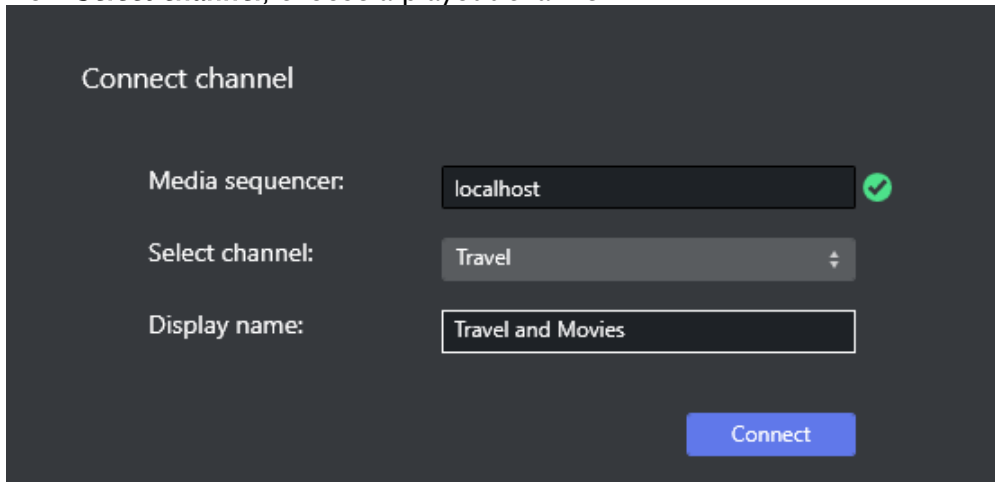 Connect channel
Media sequencer:
localhost
Select channel:
Travel
Display name:
Travel and Movies
Connect